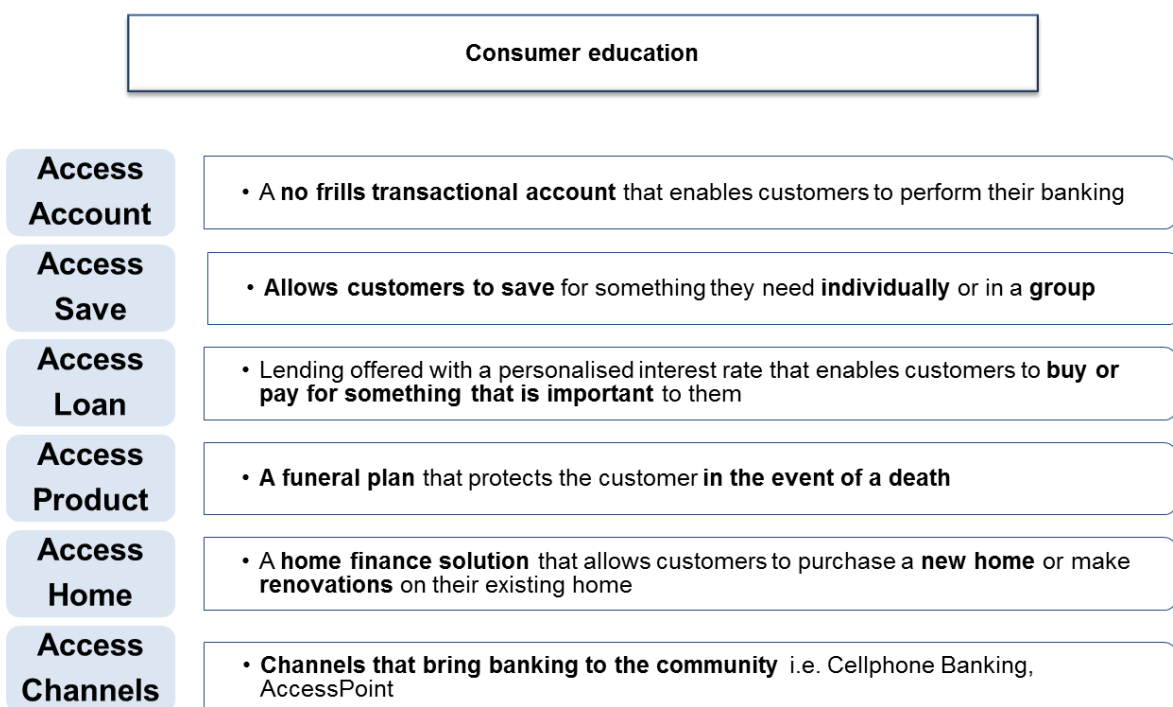 Consumer education
Access
Account
• A no frills transactional account that enables customers to perform their banking
Access
Save
• Allows customers to save for something they need individually or in a group
Access
Loan
• Lending offered with a personalised interest rate that enables customers to buy or
pay for something that is important to them
Access
Product
• A funeral plan that protects the customer in the event of a death
Access
Home
• A home finance solution that allows customers to purchase a new home or make
renovations on their existing home
Access
Channels
• Channels that bring banking to the community i.e. Cellphone Banking,
AccessPoint